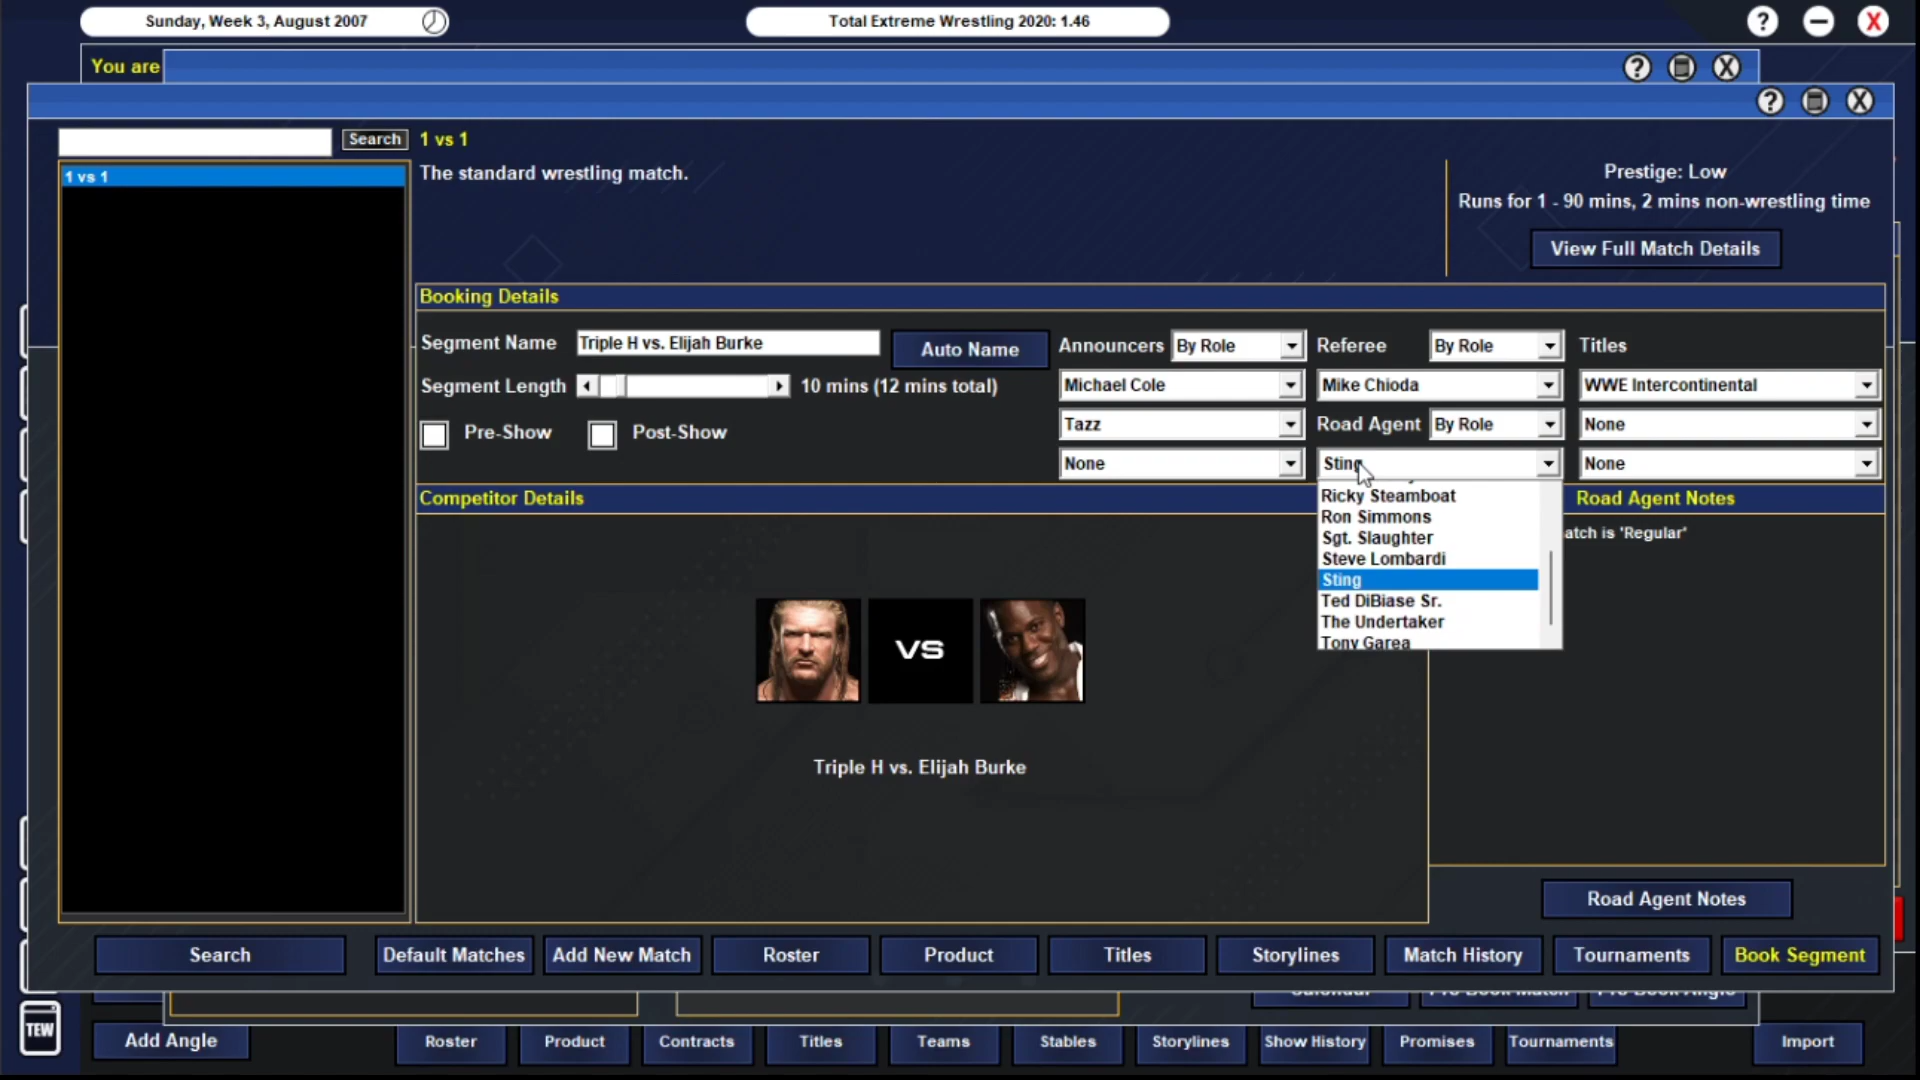 Sunday, Week 3, August 2007
Total Extreme Wrestling 2020: 1.46
? X
You are
? X
? X
Search
1 vs 1
1 vs 1
The standard wrestling match.
Prestige: Low
Runs for 1 - 90 mins, 2 mins non-wrestling time
View Full Match Details
Booking Details
Segment Name Triple H vs. Elijah Burke Auto Name Announcers By Role Referee By Role Titles
Segment Length 10 mins (12 mins total) Michael Cole Mike Chioda WWE Intercontinental
Pre-Show Post-Show Tazz Road Agent By Role None
None Sting None
Competitor Details
Road Agent Notes
Ricky Steamboat
Ron Simmons
Sgt. Slaughter
Steve Lombardi
Sting
Ted DiBiase Sr.
The Undertaker
Tony Garea
atch is 'Regular'
VS
Triple H vs. Elijah Burke
Road Agent Notes
Search Default Matches Add New Match Roster Product Titles Storylines Match History Tournaments Book Segment
TEW
Add Angle Roster Product Contracts Titles Teams Stables Storylines Show History Promises Tournaments Import